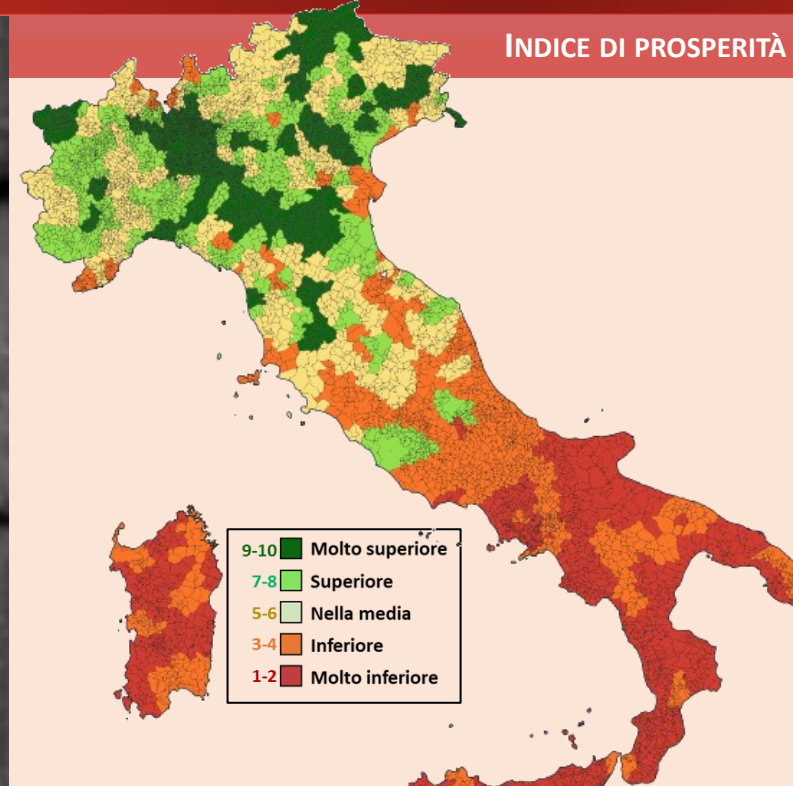 INDICE DI PROSPERITÀ
9-10 Molto superiore
7-8 Superiore
5-6 Nella media
3-4 Inferiore
1-2 Molto inferiore